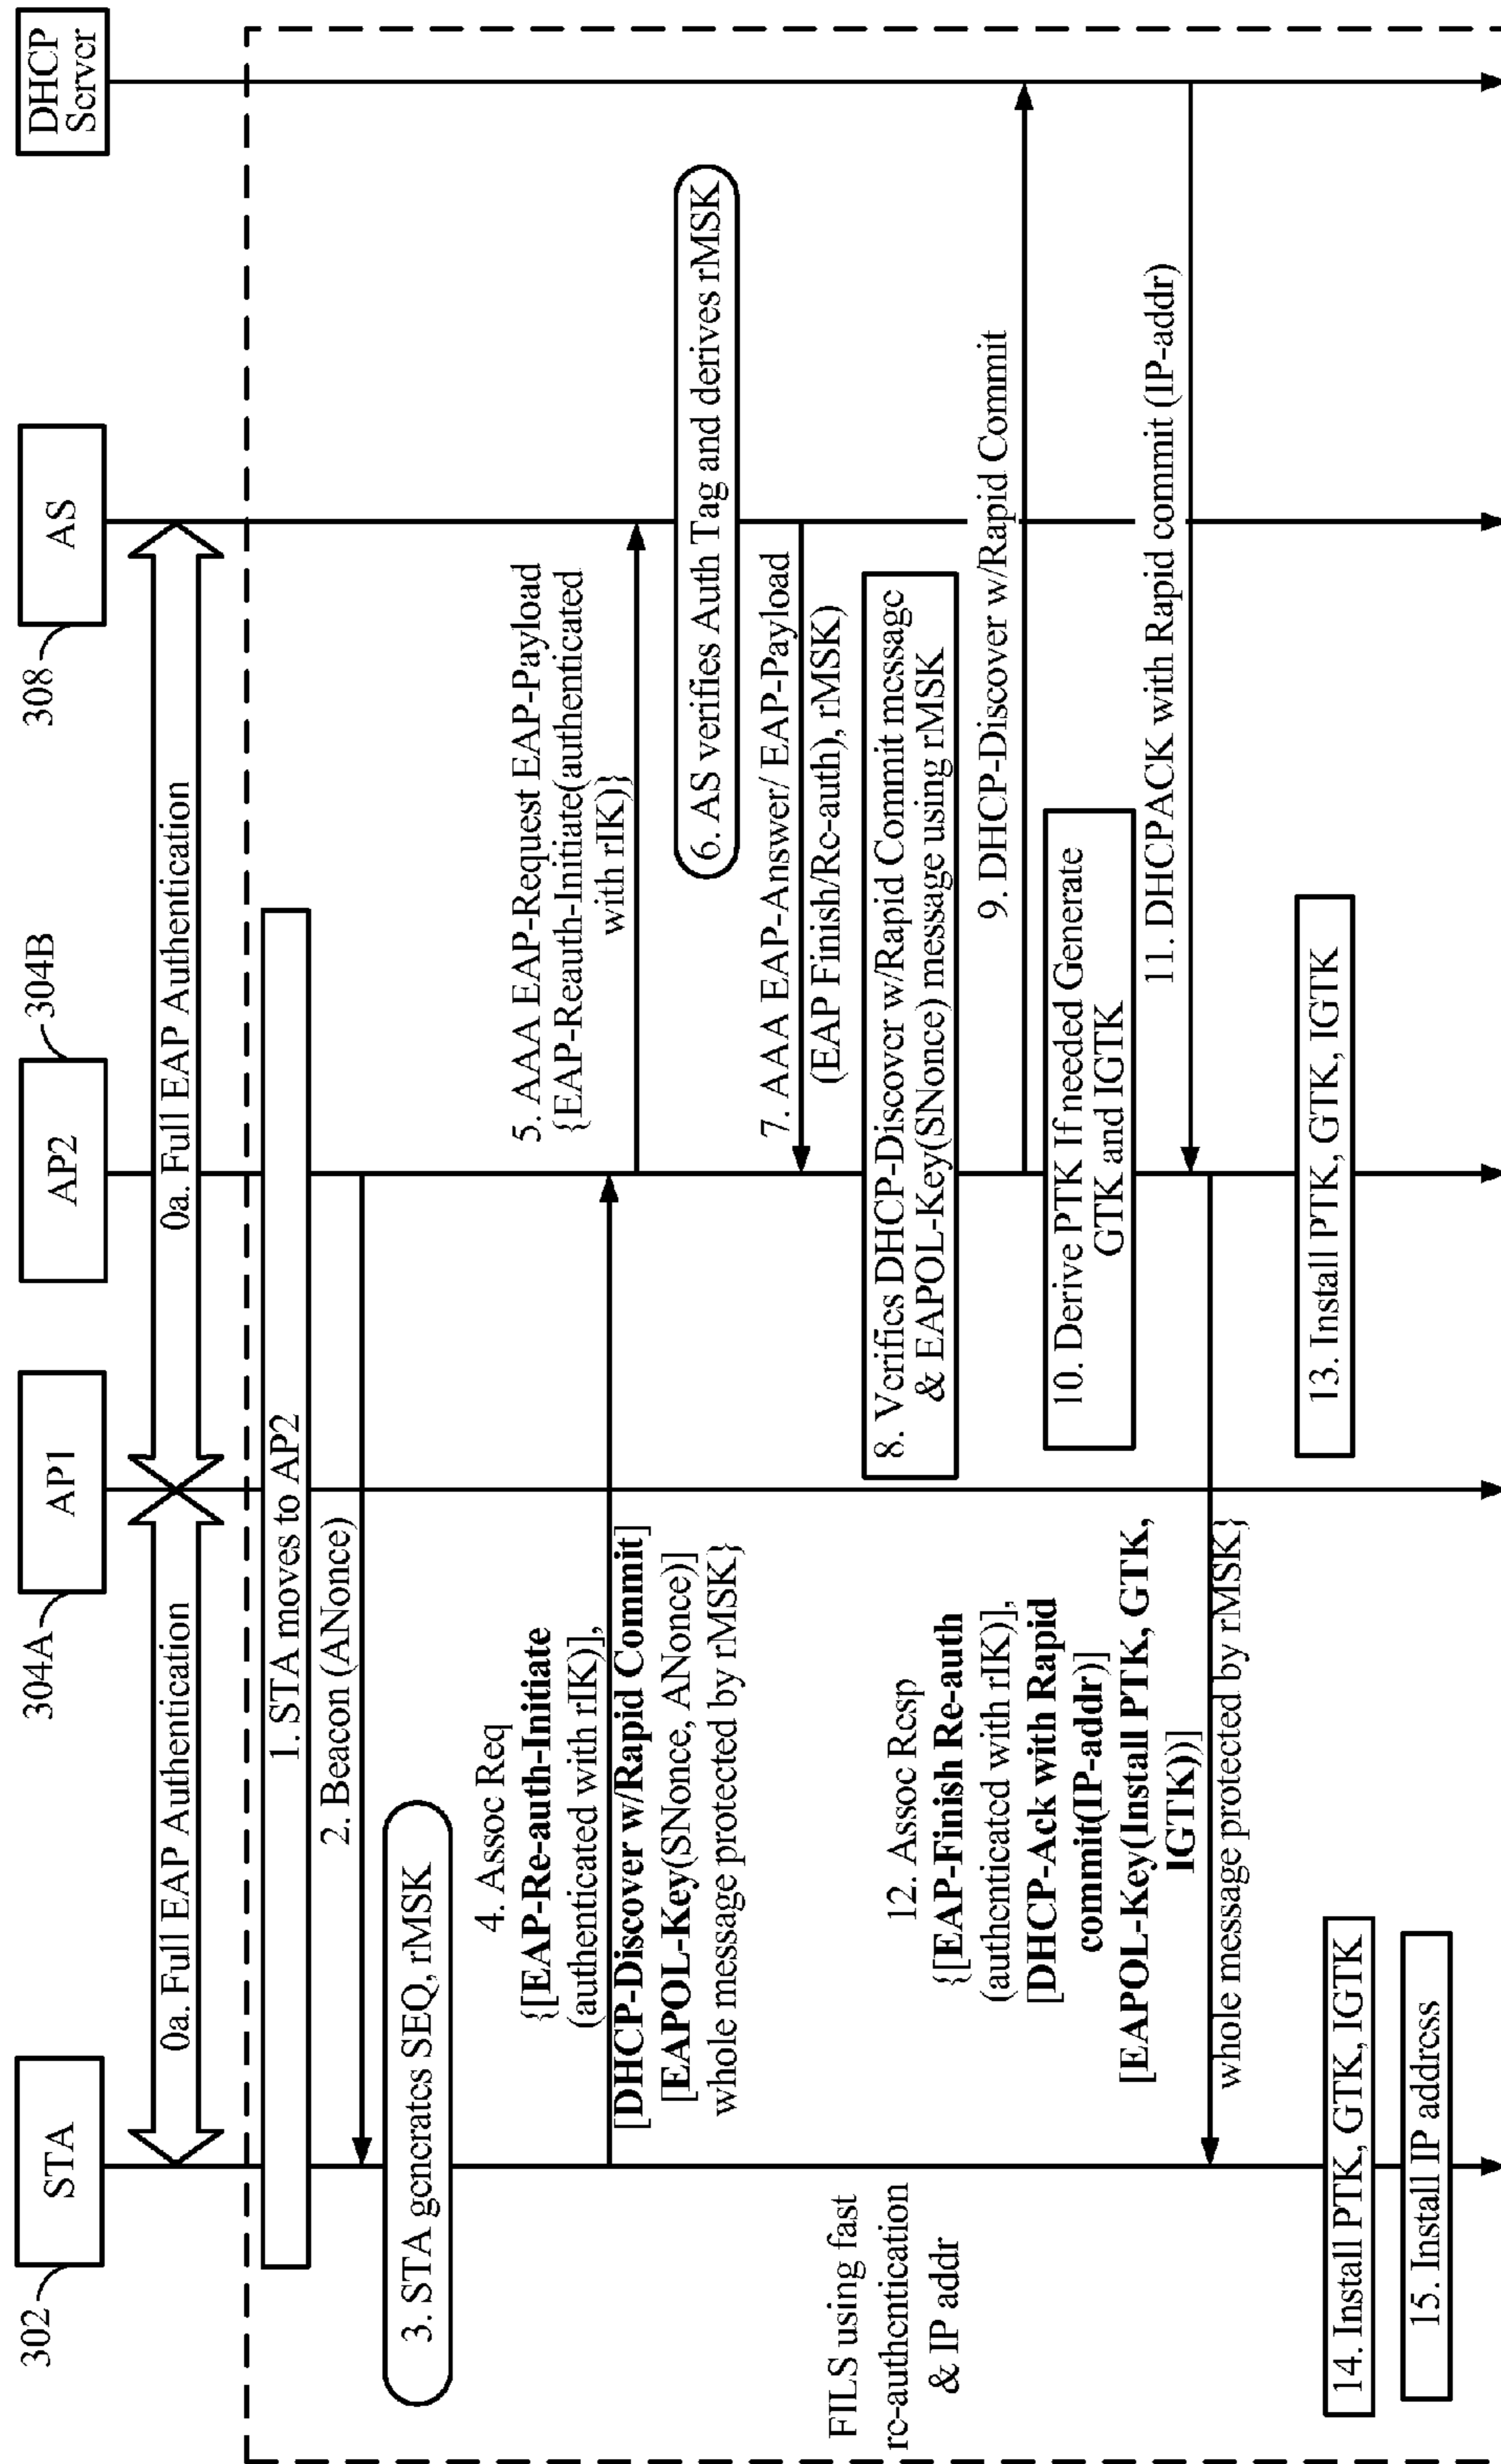 STA
302
AP1
304A
AP2
304B
AS
308
DHCP
Server
0a. Full EAP Authentication
0a. Full EAP Authentication
1. STA moves to AP2
2. Beacon (ANonce)
3. STA generates SEQ, rMSK
4. Assoc Req
{[EAP-Re-auth-Initiate
(authenticated with rIK)],
[DHCP-Discover w/Rapid Commit]
[EAPOL-Key(SNonce, ANonce)]
whole message protected by rMSK}
5. AAA EAP-Request EAP-Payload
{EAP-Reauth-Initiate(authenticated
with rIK)}
6. AS verifies Auth Tag and derives rMSK
7. AAA EAP-Answer/ EAP-Payload
(EAP Finish/Re-auth), rMSK)
8. Verifies DHCP-Discover w/Rapid Commit message
& EAPOL-Key(SNonce) message using rMSK
9. DHCP-Discover w/Rapid Commit
10. Derive PTK If needed Generate
GTK and IGTK
11. DHCPACK with Rapid commit (IP-addr)
12. Assoc Resp
{[EAP-Finish Re-auth
(authenticated with rIK)],
[DHCP-Ack with Rapid
commit(IP-addr)]
[EAPOL-Key(Install PTK, GTK,
IGTK))]
whole message protected by rMSK}
FILS using fast
re-authentication
& IP addr
13. Install PTK, GTK, IGTK
14. Install PTK, GTK, IGTK
15. Install IP address